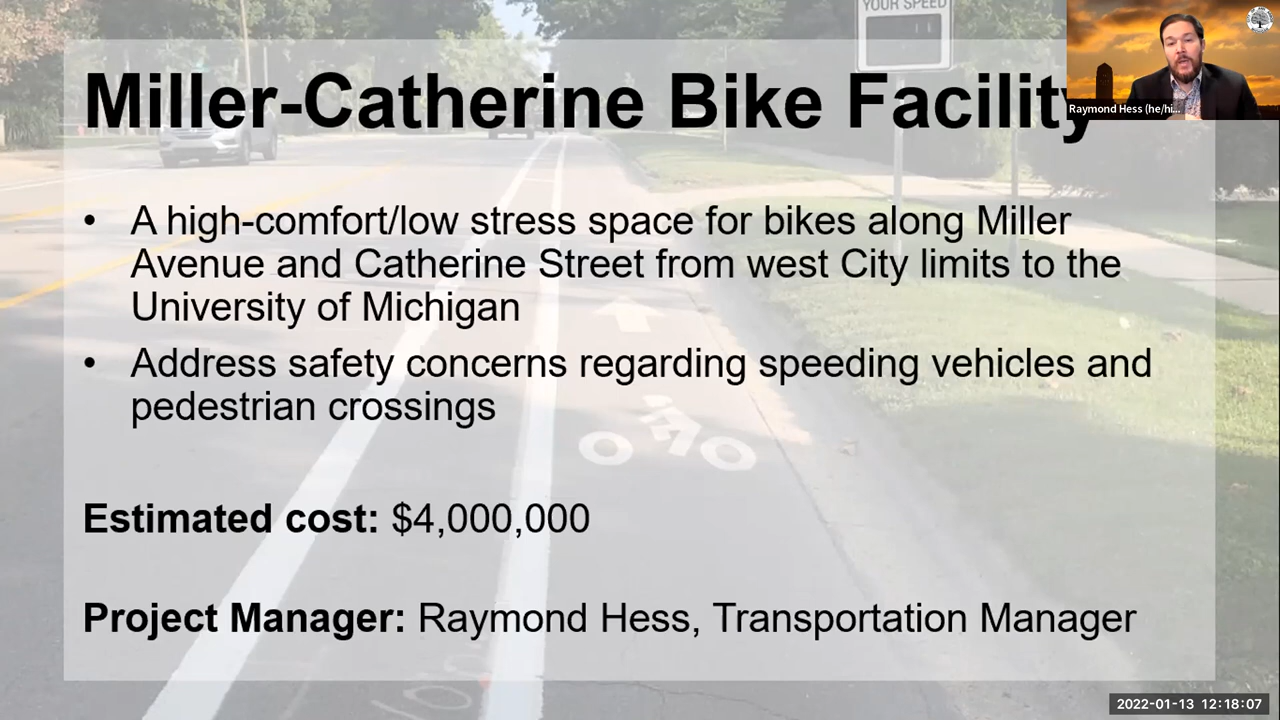 YOUR SPEED
Miller-Catherine Bike Facility
Raymond Hess (he/hi...
• A high-comfort/low stress space for bikes along Miller
Avenue and Catherine Street from west City limits to the
University of Michigan
• Address safety concerns regarding speeding vehicles and
pedestrian crossings
Estimated cost: $4,000,000
Project Manager: Raymond Hess, Transportation Manager
2022-01-13 12:18:07